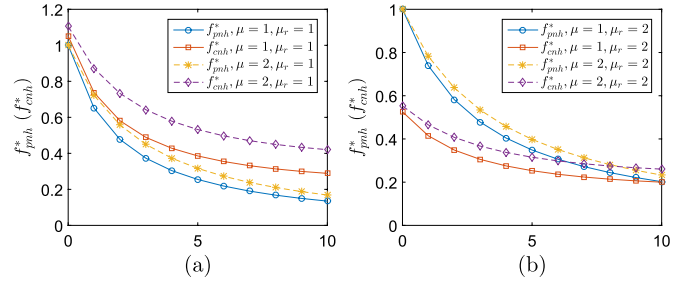 1.2
1
0.8
0.6
0.4
0.2
0
f*pnh (f*cnh)
f*pnh, μ = 1, μr = 1
f*cnh, μ = 1, μr = 1
f*pnh, μ = 2, μr = 1
f*cnh, μ = 2, μr = 1
0 5 10
(a)
1
0.8
0.6
0.4
0.2
0
f*pnh (f*cnh)
f*pnh, μ = 1, μr = 2
f*cnh, μ = 1, μr = 2
f*pnh, μ = 2, μr = 2
f*cnh, μ = 2, μr = 2
0 5 10
(b)